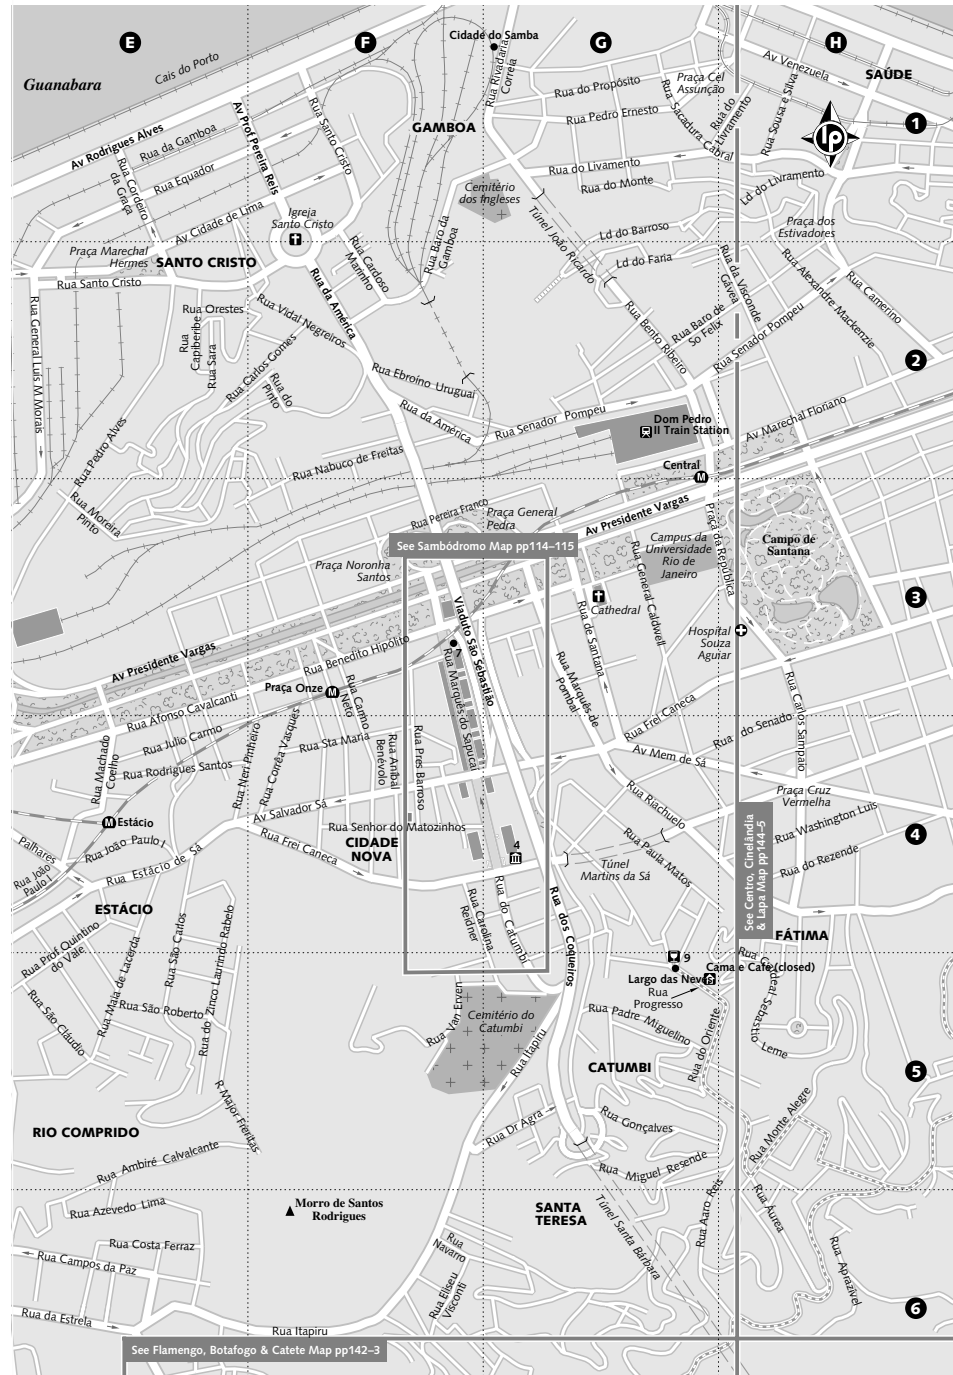 E
F
G
H
1
2
3
4
5
6
Guanabara
Cais do Porto
Cidade do Samba
Rua Rivadária
Correia
Av Venezuela
SAÚDE
Praça Cel
Assunção
Rua do Propósito
Rua Sacadura Cabral
Rua do
Livramento
Rua Sousa e Silva
lp
Rua Pedro Ernesto
GAMBOA
Av Rodrigues Alves
Rua da Gamboa
Av Prof Pereira Reis
Rua Santo Cristo
Rua Equador
Rua Cordeiro
da Graça
Av Cidade de Lima
Igreja
Santo Cristo
Rua do Livamento
Rua do Monte
Ld do Livramento
Cemitério
dos Ingleses
Túnel João Ricardo
Ld do Barroso
Ld do Faria
Praça dos
Estivadores
Praça Marechal
Hermes
SANTO CRISTO
Rua Santo Cristo
Rua Cardoso
Marinho
Rua Baro da
Gamboa
Rua da América
Rua General Luis M Morais
Rua Orestes
Rua
Capiberibe
Rua Sara
Rua Vidal Negreiros
Rua Carlos Gomes
Rua do
Pinto
Rua Ebroíno Uruguai
Rua da América
Rua Bento Ribeiro
Rua Baro de
So Felix
Rua da Visconde
Gávea
Rua Alexandre Mackenzie
Rua Camerino
Rua Senador Pompeu
Rua Senador Pompeu
Dom Pedro
II Train Station
Av Marechal Floriano
Central
M
Rua Pedro Alves
Rua Moreira
Pinto
Rua Nabuco de Freitas
Rua Pereira Franco
Praça General
Pedra
Av Presidente Vargas
Praça da República
Campo de
Santana
See Sambódromo Map pp114–115
Campus da
Universidade
Rio de
Janeiro
Praça Noronha
Santos
Rua General Caldwell
Cathedral
Hospital
Souza
Aguiar
Viaduto São Sebastião
Rua de Santana
Rua Benedito Hipólito
7
Av Presidente Vargas
Praça Onze
M
Rua Marquês do Sapucaí
Rua Marquês de
Pombal
Rua Afonso Cavalcanti
Rua Carmo
Neto
Rua Frei Caneca
Rua do Senado
Rua Carlos Sampaio
Rua Julio Carmo
Rua Machado
Coelho
Rua Rodrigues Santos
Rua Neri Pinheiro
Rua Corrêa Vasques
Rua Sta Maria
Rua Aníbal
Benévolo
Rua Pres Barroso
Av Mem de Sá
Praça Cruz
Vermelha
Rua Riachuelo
Rua Washington Luis
Av Salvador Sá
Estácio
M
Palhares
Rua João Paulo I
Rua João
Paulo I
Rua Estácio de Sá
Rua Frei Caneca
Rua Senhor do Matozinhos
CIDADE
NOVA
4
Túnel
Martins da Sá
Rua Paula Matos
See Centro, Cinelândia
& Lapa Map pp144–5
Rua do Rezende
ESTÁCIO
Rua Prof Quintino
do Vale
Rua Maia de Lacerda
Rua São Carlos
Rua do Zinco Laurindo Rabelo
Rua Carolina
Reidner
Rua do Catumbi
Rua dos Coqueiros
FÁTIMA
9
Largo das Neves
Cama e Café (closed)
Rua
Progresso
Rua Cardeal Sebastio
Leme
Rua São Cláudio
Rua São Roberto
Rua Van Erven
Cemitério do
Catumbi
Rua Itapiru
Rua Padre Miguelino
Rua do Oriente
CATUMBI
R Major Freitas
RIO COMPRIDO
Rua Dr Agra
Rua Gonçalves
Rua Monte Alegre
Rua Ambiré Calvalcante
Rua Miguel Resende
Morro de Santos
Rodrigues
SANTA
TERESA
Túnel Santa Bárbara
Rua Aaro Reis
Rua Áurea
Rua Azevedo Lima
Rua Costa Ferraz
Rua Campos da Paz
Rua
Navarro
Rua Eliseu
Visconti
Rua Aprazível
Rua da Estrela
Rua Itapiru
See Flamengo, Botafogo & Catete Map pp142–3